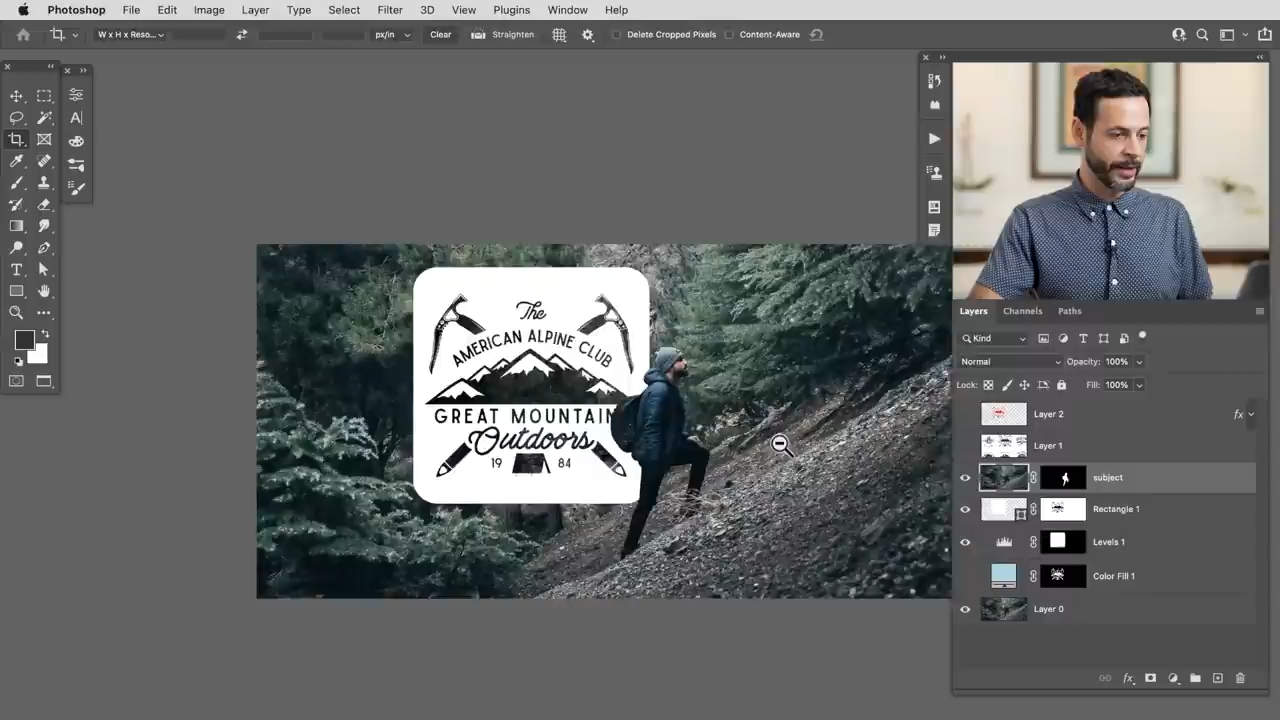 Photoshop File Edit Image Layer Type Select Filter 3D View Plugins Window Help
W x H x Reso... px/in Clear Straighten Delete Cropped Pixels Content-Aware
The
AMERICAN ALPINE CLUB
GREAT MOUNTAIN
Outdoors
19 84
Layers Channels Paths
Kind
Normal Opacity: 100%
Lock: Fill: 100%
Layer 2 fx
Layer 1
subject
Rectangle 1
Levels 1
Color Fill 1
Layer 0
fx